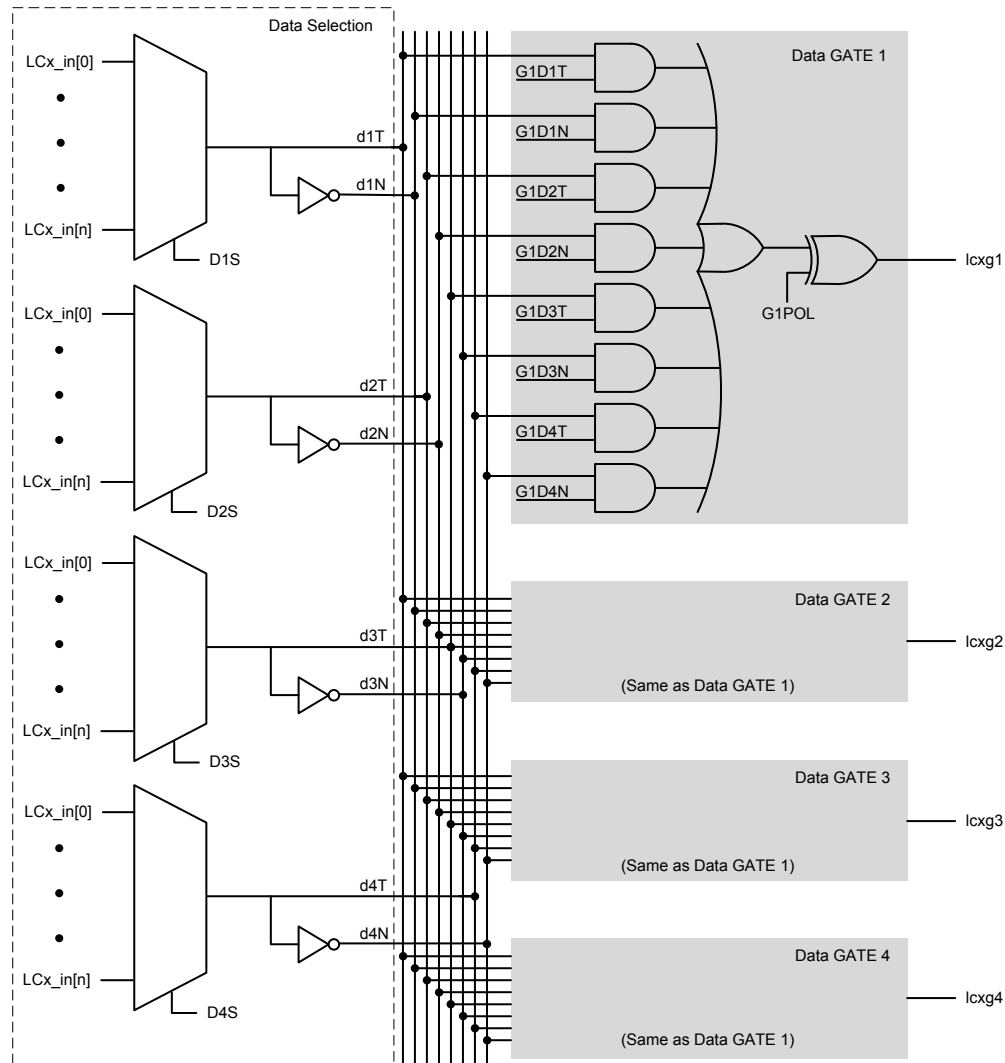 Data Selection
LCx_in[0]
LCx_in[n]
D1S
d1T
d1N
LCx_in[0]
LCx_in[n]
D2S
d2T
d2N
LCx_in[0]
LCx_in[n]
D3S
d3T
d3N
LCx_in[0]
LCx_in[n]
D4S
d4T
d4N
Data GATE 1
G1D1T
G1D1N
G1D2T
G1D2N
G1D3T
G1D3N
G1D4T
G1D4N
G1POL
lcxg1
Data GATE 2
(Same as Data GATE 1)
lcxg2
Data GATE 3
(Same as Data GATE 1)
lcxg3
Data GATE 4
(Same as Data GATE 1)
lcxg4